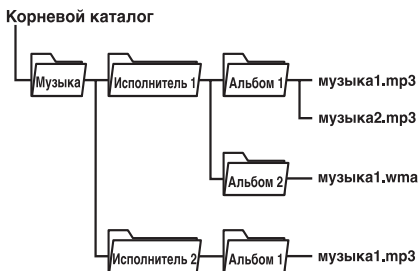 Корневой каталог
Музыка Исполнитель 1 Альбом 1 музыка1.mp3
музыка2.mp3
Альбом 2 музыка1.wma
Исполнитель 2 Альбом 1 музыка1.mp3